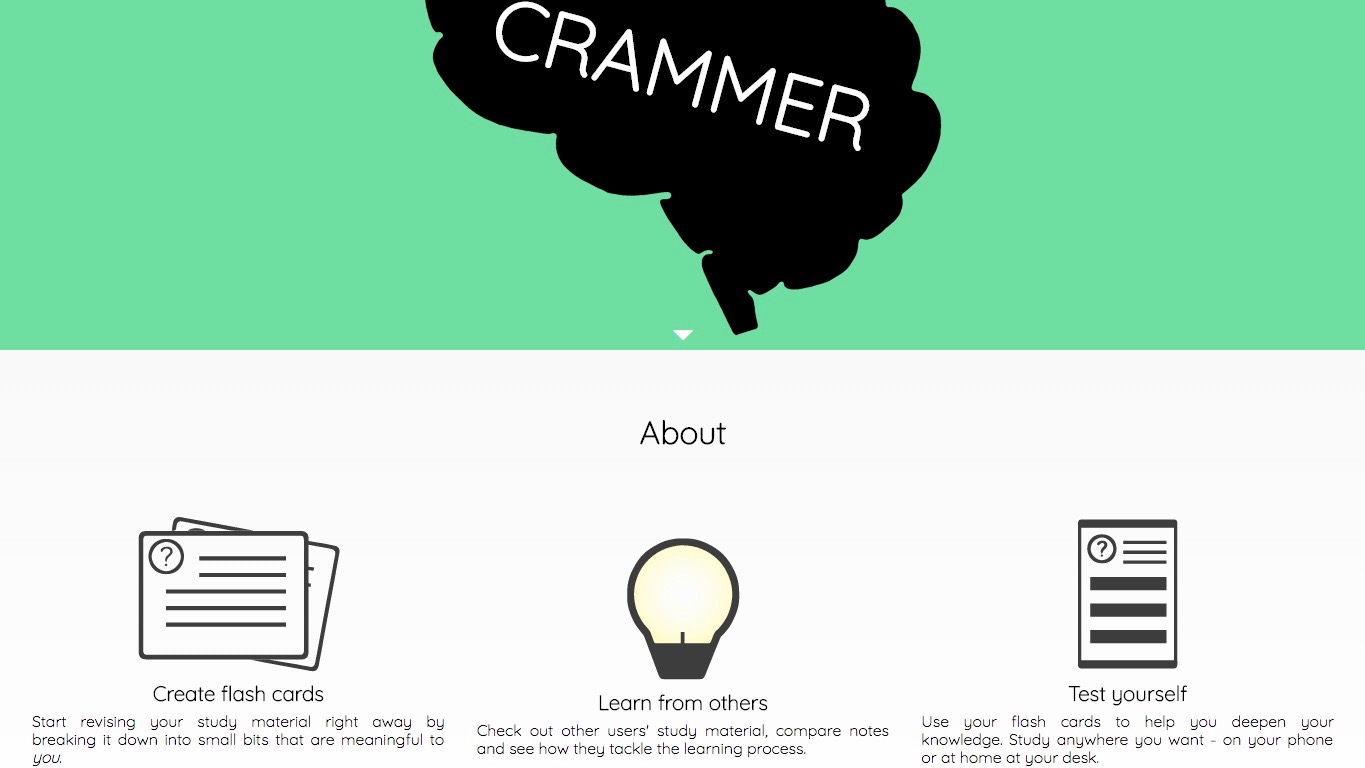 CRAMMER
About
?
?
Create flash cards
Start revising your study material right away by
breaking it down into small bits that are meaningful to
you.
Learn from others
Check out other users' study material, compare notes
and see how they tackle the learning process.
Test yourself
Use your flash cards to help you deepen your
knowledge. Study anywhere you want - on your phone
or at home at your desk.